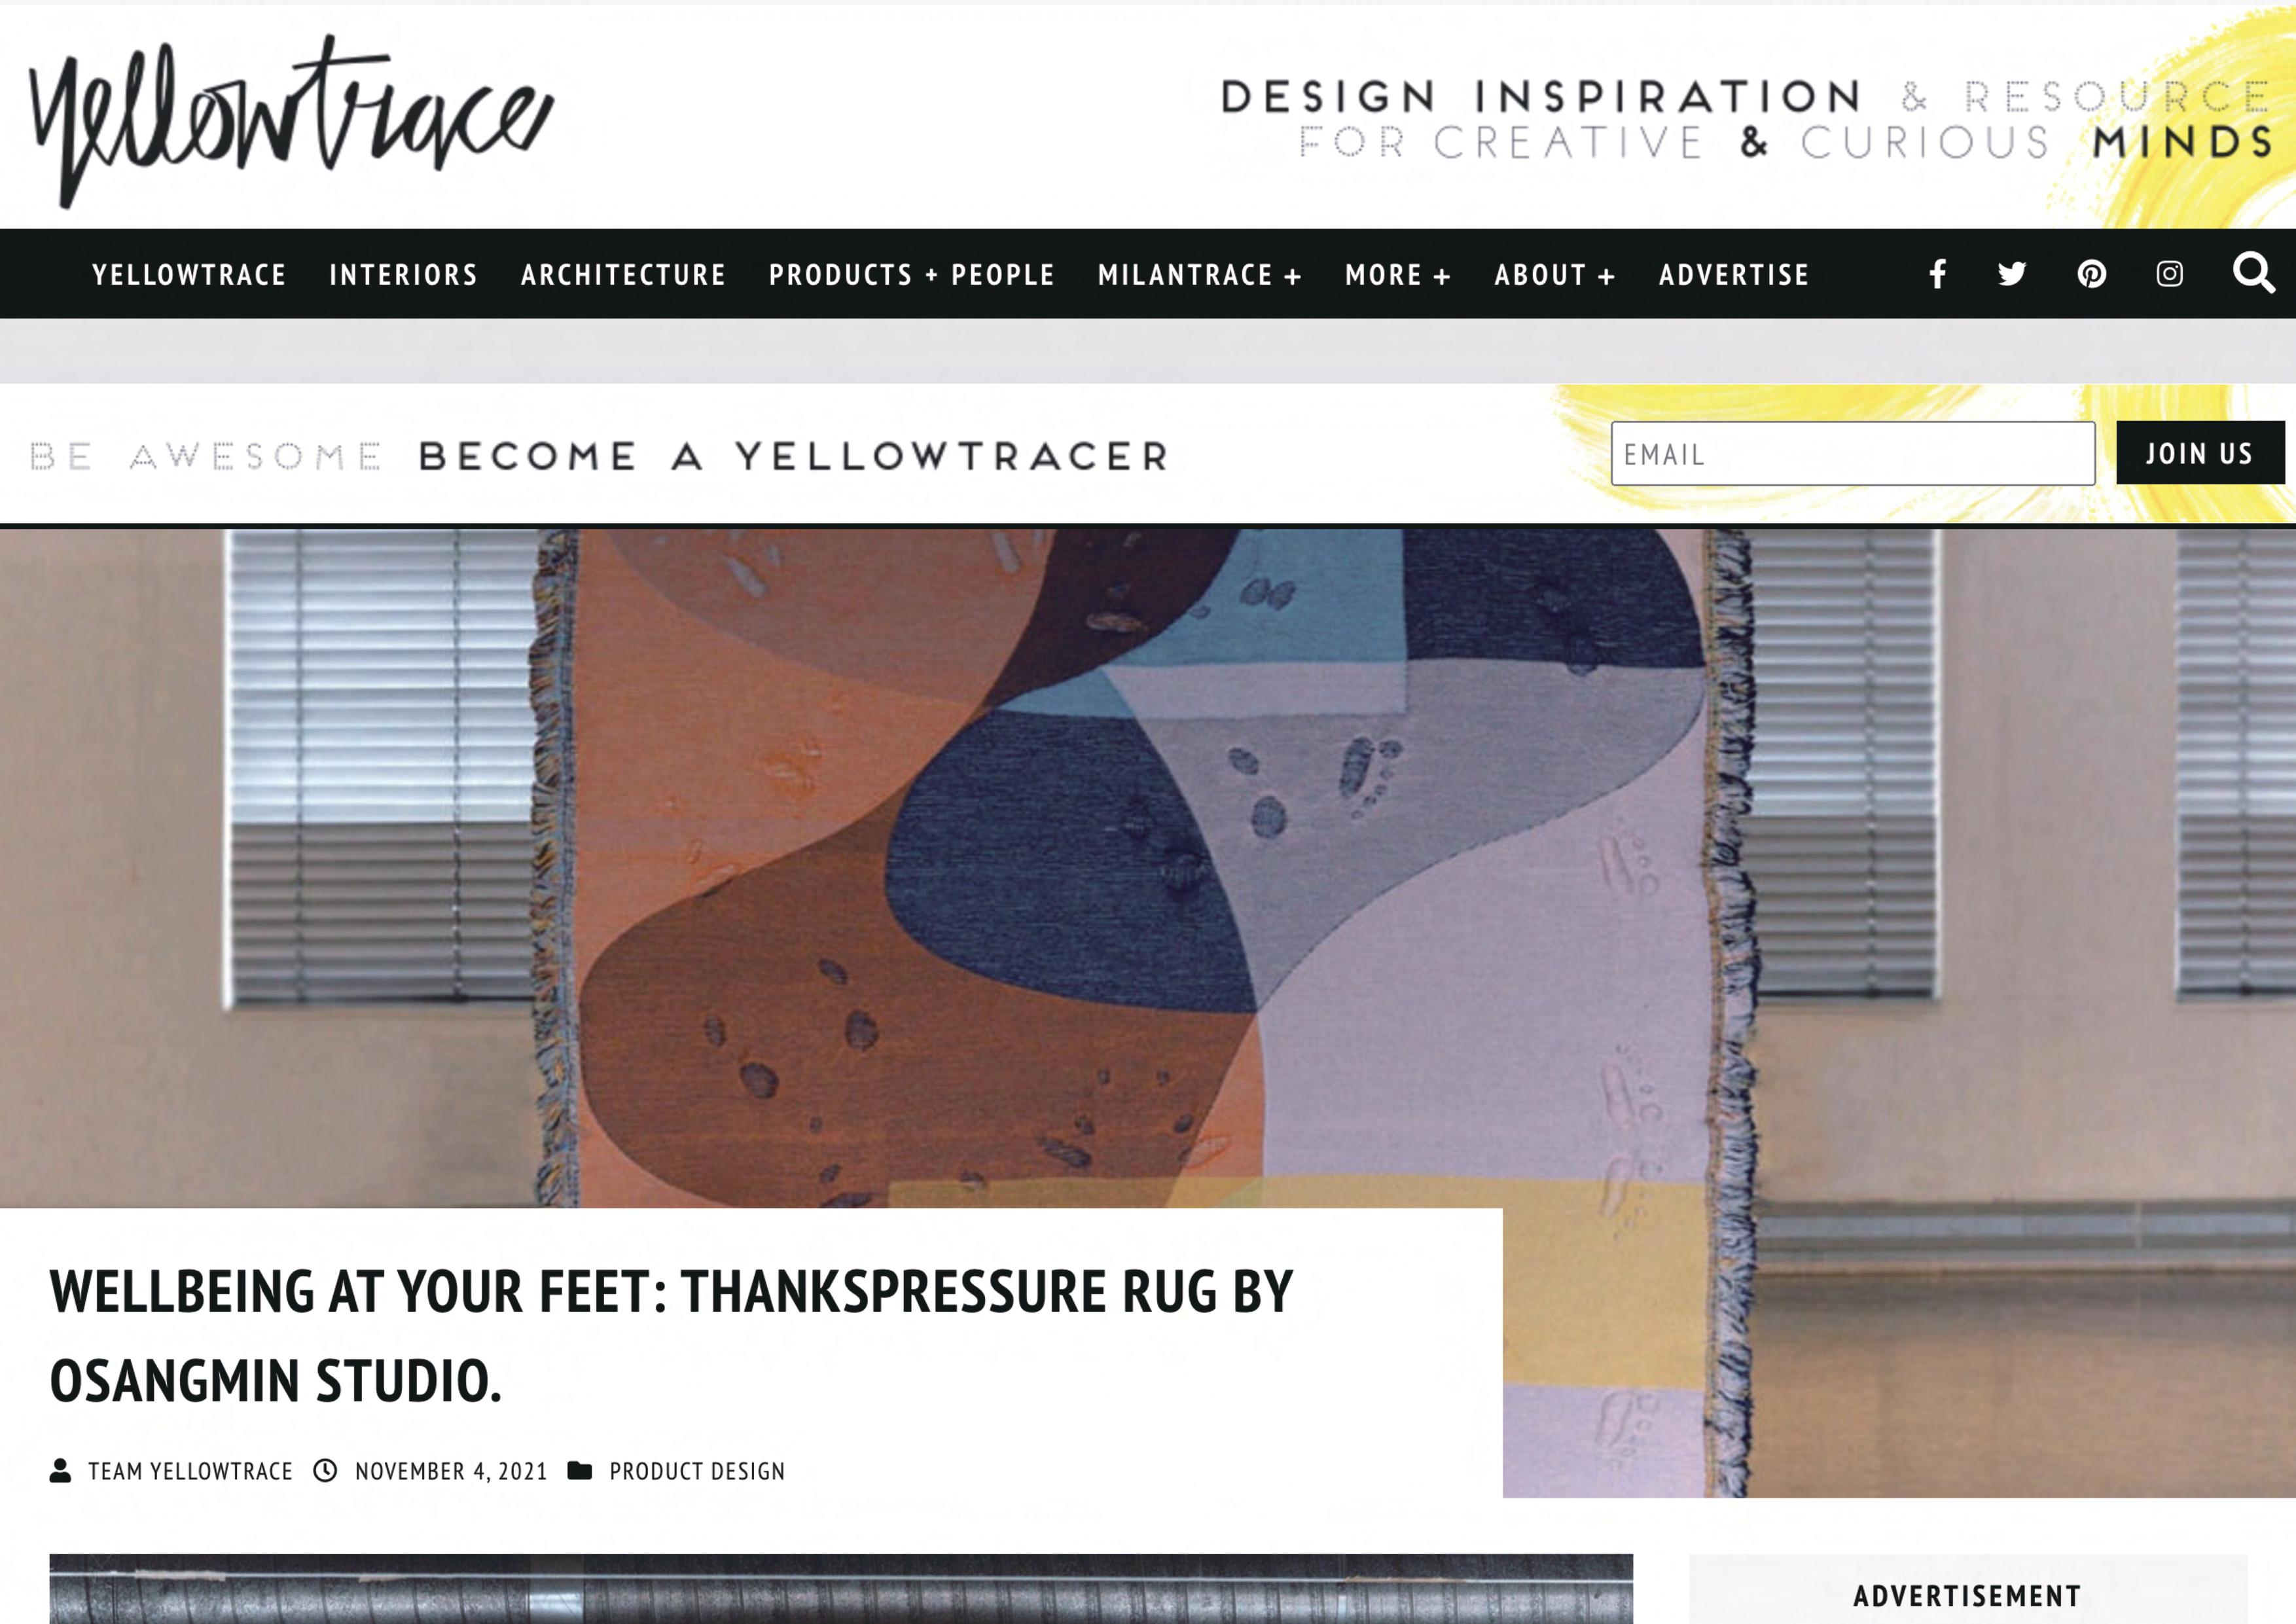 yellowtrace
DESIGN INSPIRATION & RESOURCE
FOR CREATIVE & CURIOUS MINDS
YELLOWTRACE INTERIORS ARCHITECTURE PRODUCTS + PEOPLE MILANTRACE + MORE + ABOUT + ADVERTISE
BE AWESOME BECOME A YELLOWTRACER EMAIL JOIN US
WELLBEING AT YOUR FEET: THANKSPRESSURE RUG BY
OSANGMIN STUDIO.
TEAM YELLOWTRACE NOVEMBER 4, 2021 PRODUCT DESIGN
ADVERTISEMENT